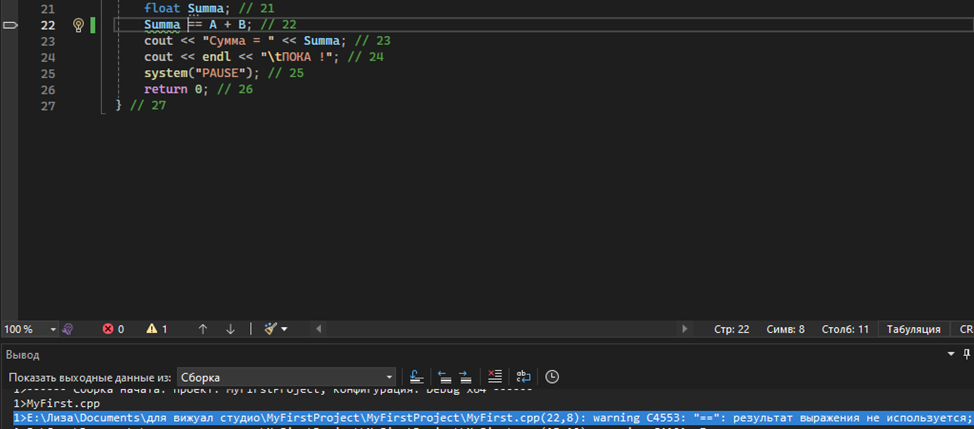 21 float Summa; // 21
22 Summa == A + B; // 22
23 cout << "Сумма = " << Summa; // 23
24 cout << endl << "\tПОКА !"; // 24
25 system("PAUSE"); // 25
26 return 0; // 26
27 } // 27
100 % 0 1 Стр: 22 Симв: 8 Столб: 11 Табуляция CR
Вывод
Показать выходные данные из: Сборка
1>------ Сборка начата: проект: MyFirstProject, Конфигурация: Debug x64 ------
1>MyFirst.cpp
1>E:\Лиза\Documents\для вижуал студио\MyFirstProject\MyFirstProject\MyFirst.cpp(22,8): warning C4553: "==": результат выражения не используется;